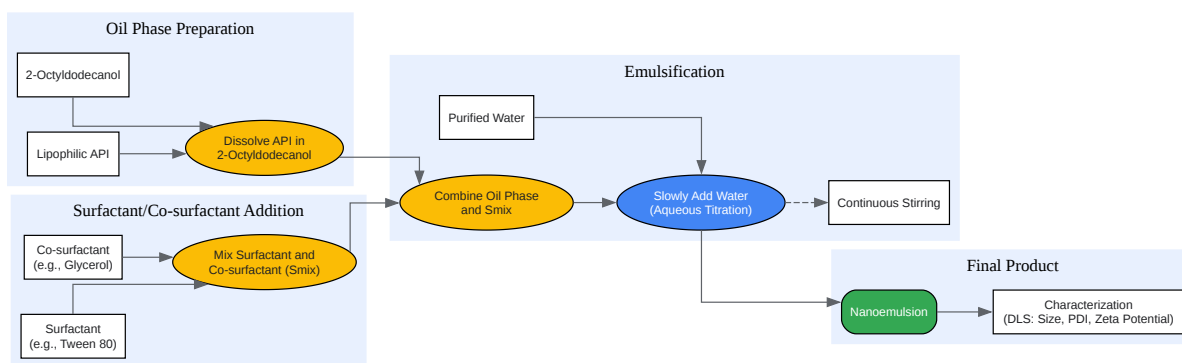 Oil Phase Preparation
2-Octyldodecanol
Lipophilic API
Dissolve API in
2-Octyldodecanol
Surfactant/Co-surfactant Addition
Co-surfactant
(e.g., Glycerol)
Mix Surfactant and
Co-surfactant (Smix)
Surfactant
(e.g., Tween 80)
Emulsification
Purified Water
Combine Oil Phase
and Smix
Slowly Add Water
(Aqueous Titration)
Continuous Stirring
Final Product
Nanoemulsion
Characterization
(DLS: Size, PDI, Zeta Potential)